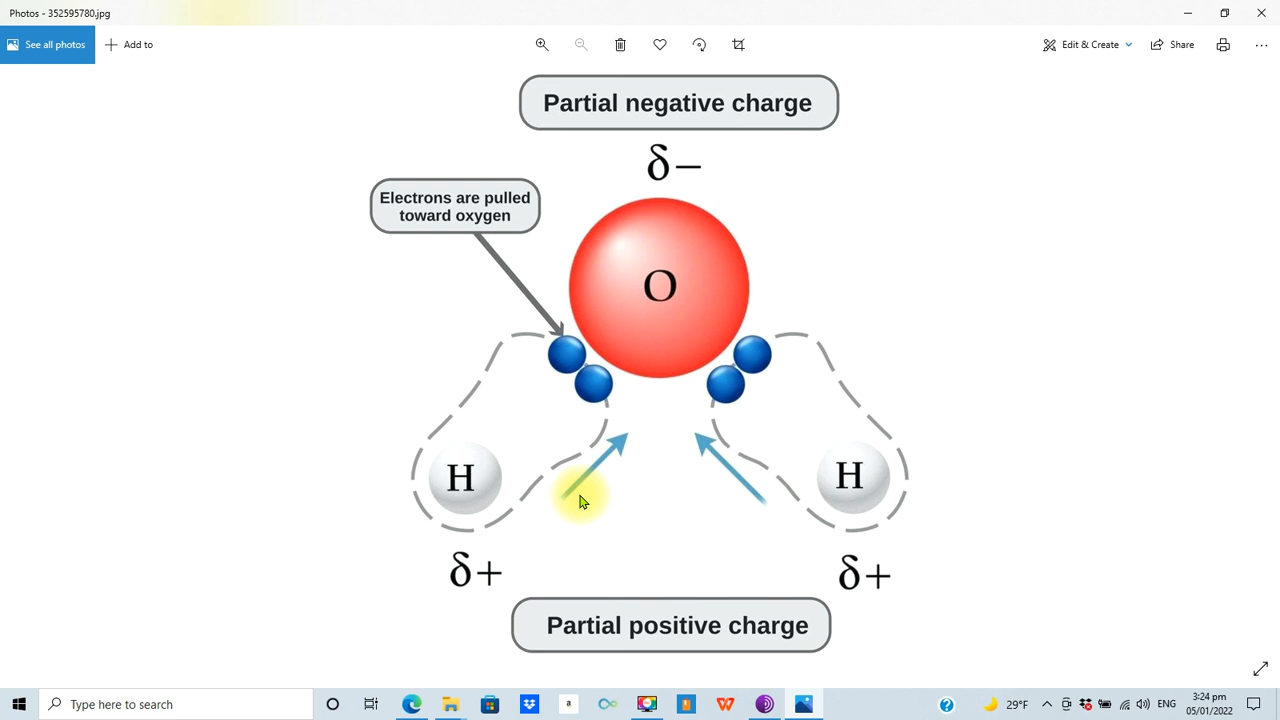 Photos - 352595780.jpg
See all photos
Add to
Edit & Create
Share
Partial negative charge
δ−
Electrons are pulled
toward oxygen
O
H
H
δ+
δ+
Partial positive charge
Type here to search
a
29°F
ENG
3:24 pm
05/01/2022